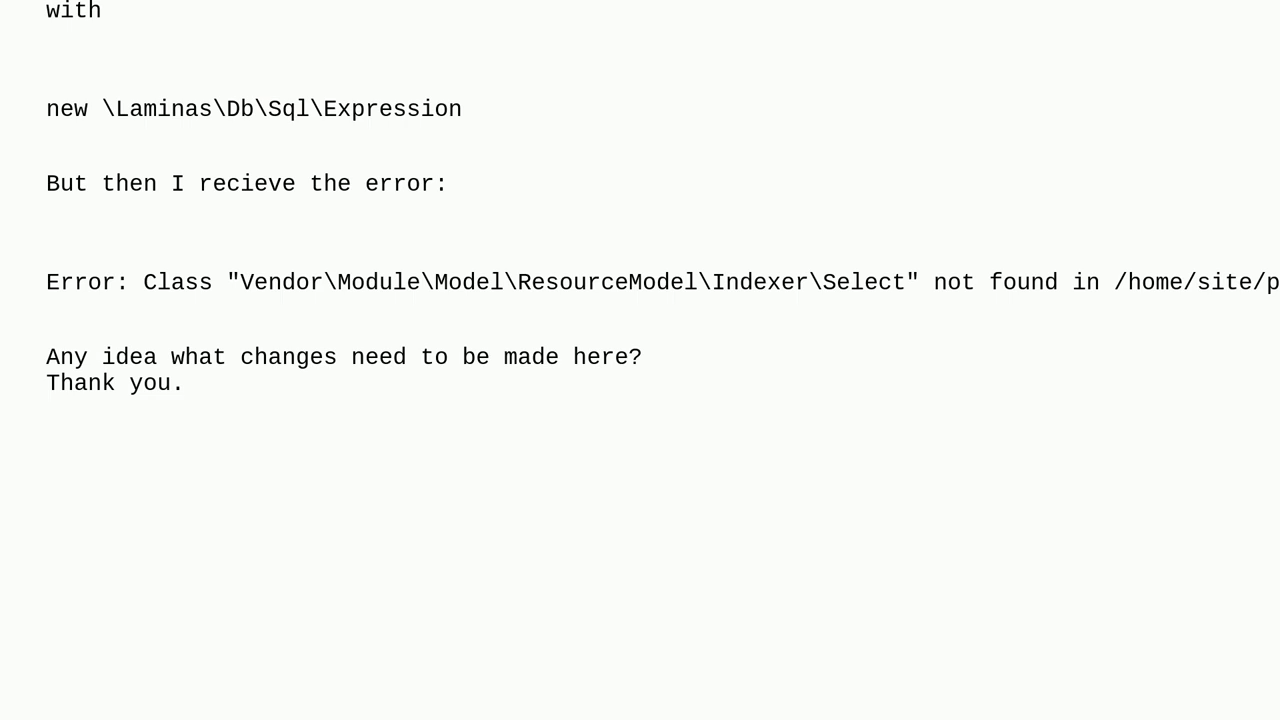 with
new \Laminas\Db\Sql\Expression
But then I recieve the error:
Error: Class "Vendor\Module\Model\ResourceModel\Indexer\Select" not found in /home/site/p
Any idea what changes need to be made here?
Thank you.